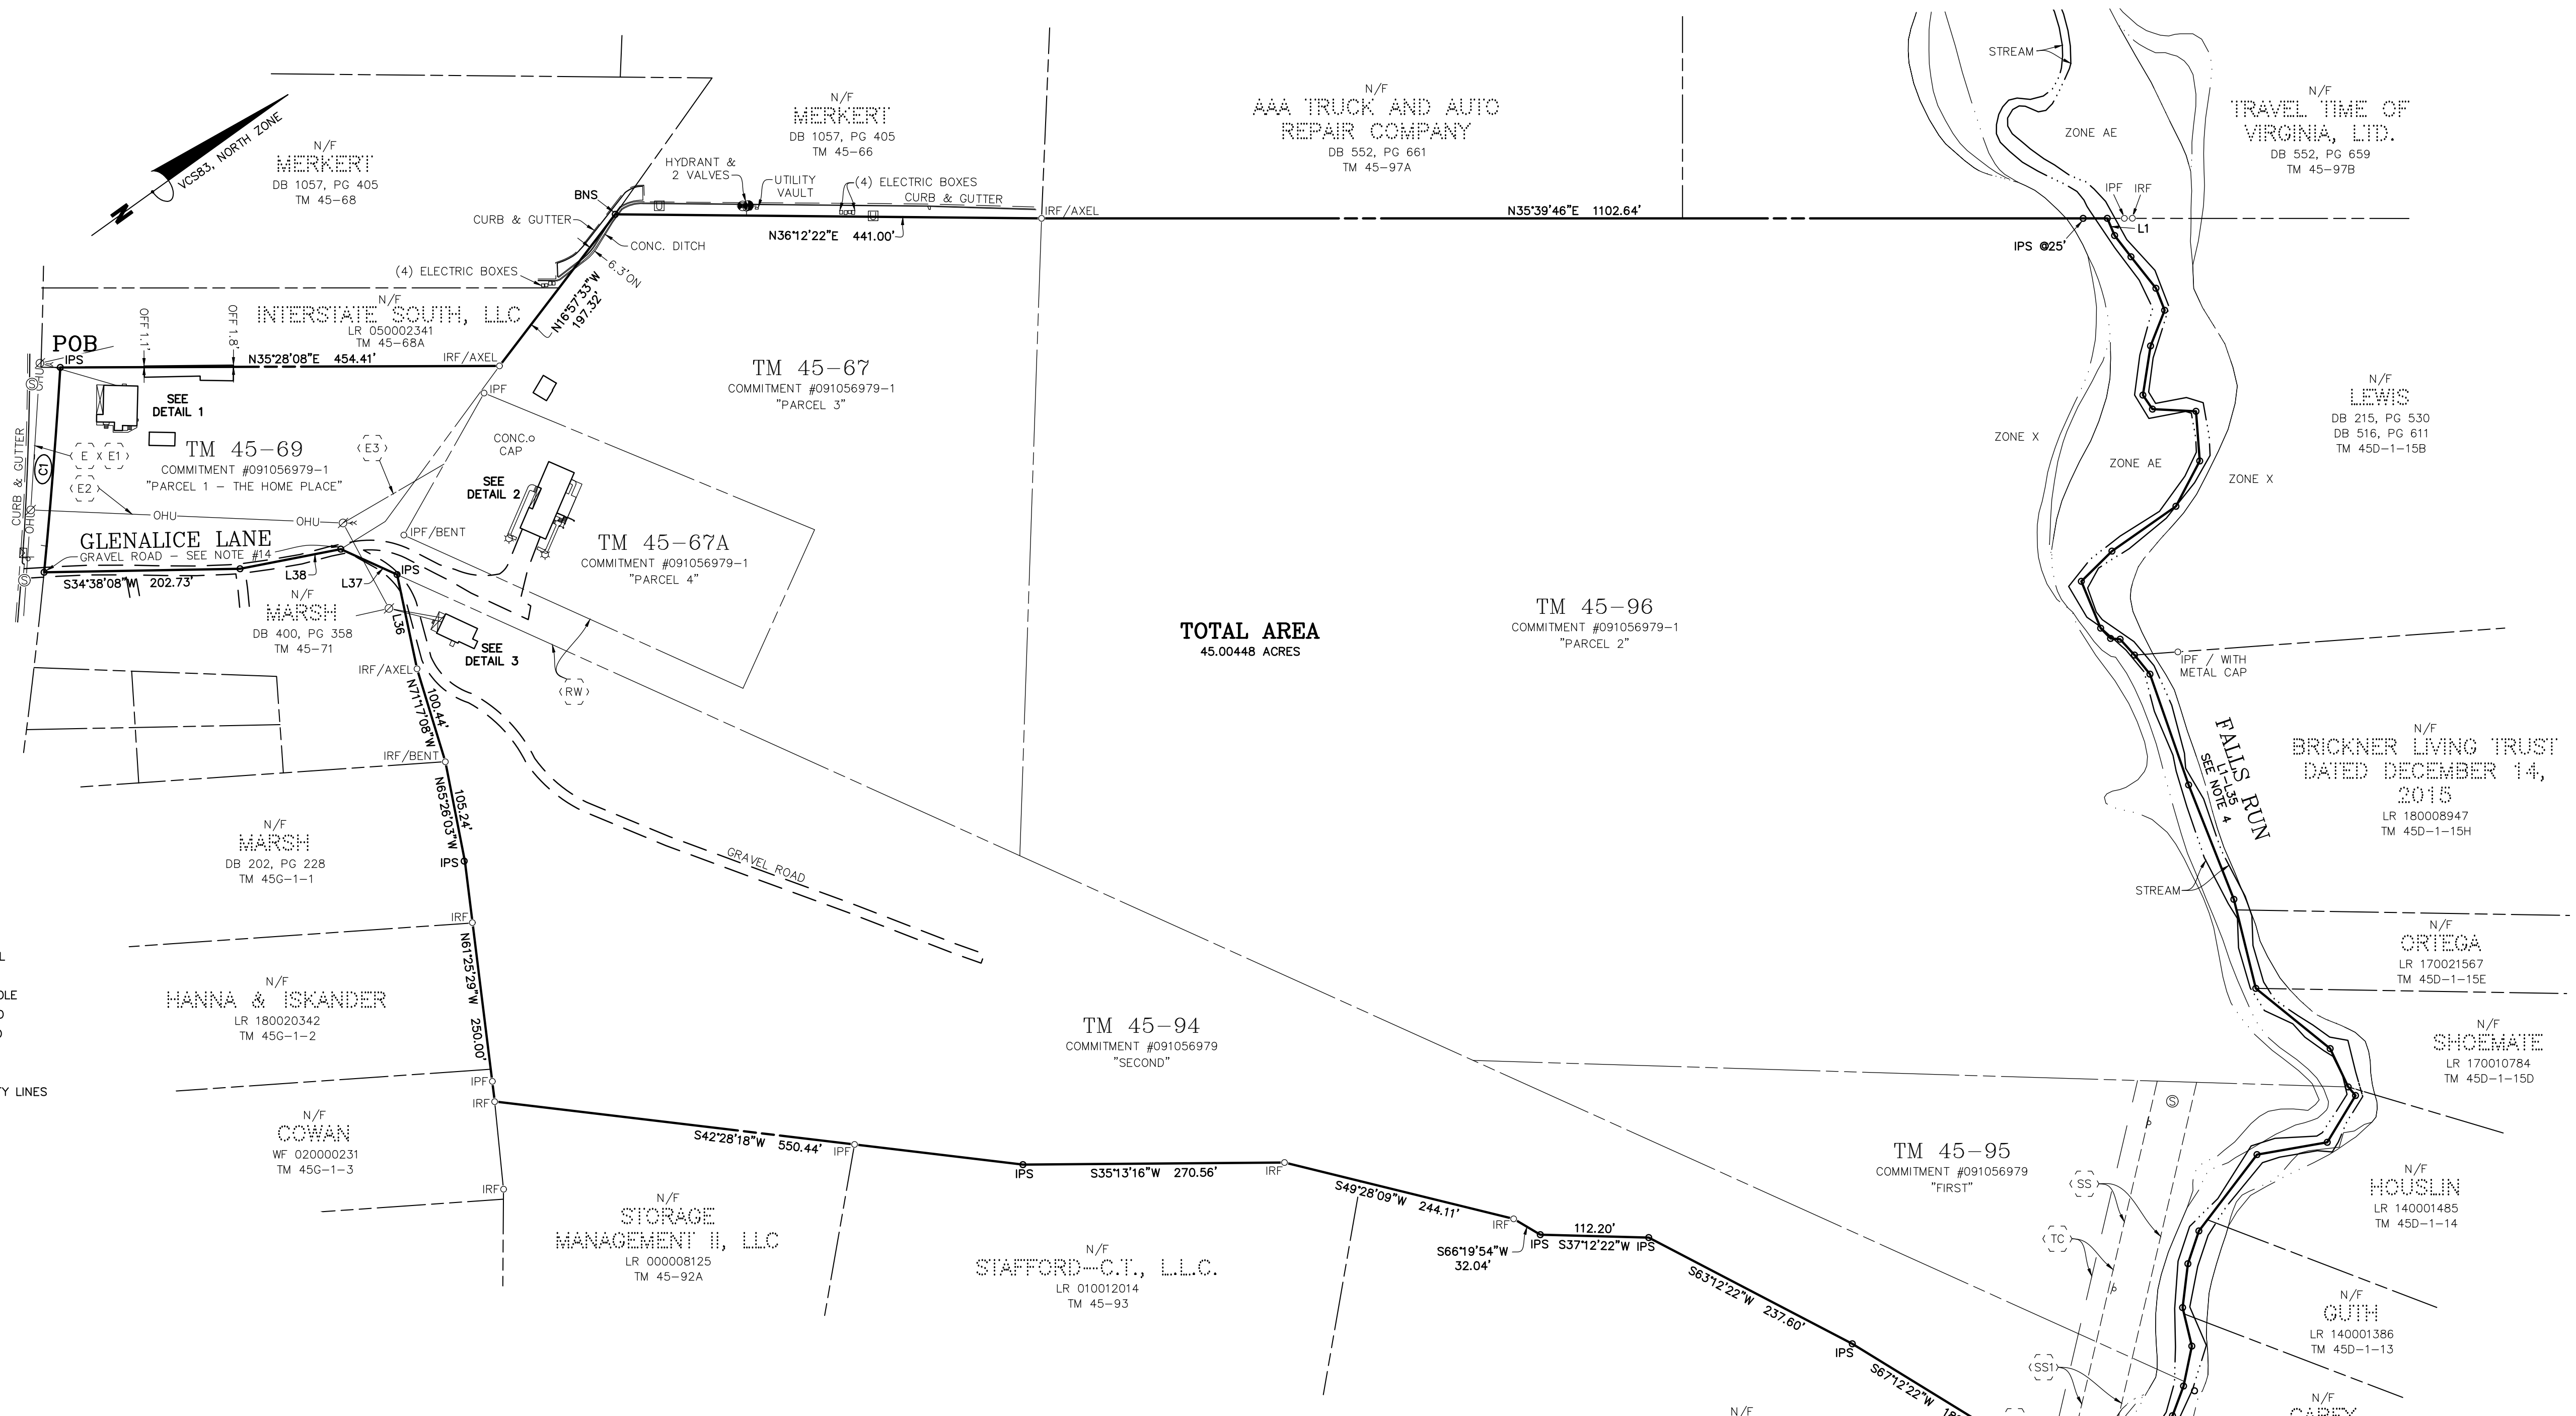 N/F
MERKERT
DB 1057, PG 405
TM 45-68
VCS83, NORTH ZONE
N
N/F
MERKERT
DB 1057, PG 405
TM 45-66
HYDRANT &
2 VALVES
UTILITY
VAULT
(4) ELECTRIC BOXES
CURB & GUTTER
BNS
CURB & GUTTER
CONC. DITCH
6.3'ON
(4) ELECTRIC BOXES
N36°12'22"E 441.00'
IRF/AXEL
N/F
AAA TRUCK AND AUTO
REPAIR COMPANY
DB 552, PG 661
TM 45-97A
N35°39'46"E 1102.64'
STREAM
ZONE AE
N/F
TRAVEL TIME OF
VIRGINIA, LTD.
DB 552, PG 659
TM 45-97B
IPF
IRF
L1
IPS @25'
N/F
INTERSTATE SOUTH, LLC
LR 050002341
TM 45-68A
OFF 1.1'
OFF 1.8'
N16°57'33"W
197.32'
POB
IPS
N35°28'08"E 454.41'
IRF/AXEL
OHU
S
SEE
DETAIL 1
IPF
TM 45-67
COMMITMENT #091056979-1
"PARCEL 3"
TM 45-69
COMMITMENT #091056979-1
"PARCEL 1 - THE HOME PLACE"
E
E1
E2
E3
C1
CURB & GUTTER
OHU
OHU
OHU
CONC.
CAP
SEE
DETAIL 2
IPF/BENT
GLENALICE LANE
GRAVEL ROAD - SEE NOTE #14
S
S34°38'08"W 202.73'
L38
L37
IPS
L36
TM 45-67A
COMMITMENT #091056979-1
"PARCEL 4"
N/F
MARSH
DB 400, PG 358
TM 45-71
SEE
DETAIL 3
RW
IRF/AXEL
N71°17'08"W
100.44'
IRF/BENT
TOTAL AREA
45.00448 ACRES
TM 45-96
COMMITMENT #091056979-1
"PARCEL 2"
ZONE X
ZONE AE
ZONE X
N/F
LEWIS
DB 215, PG 530
DB 516, PG 611
TM 45D-1-15B
IPF / WITH
METAL CAP
FALLS RUN
L1-L35
SEE NOTE 4
N/F
BRICKNER LIVING TRUST
DATED DECEMBER 14,
2015
LR 180008947
TM 45D-1-15H
STREAM
N/F
MARSH
DB 202, PG 228
TM 45G-1-1
N65°26'03"W
105.24'
IPS
GRAVEL ROAD
IRF
N61°25'29"W 250.00'
N/F
HANNA & ISKANDER
LR 180020342
TM 45G-1-2
IPF
IRF
TY LINES
N/F
COWAN
WF 020000231
TM 45G-1-3
IRF
TM 45-94
COMMITMENT #091056979
"SECOND"
S42°28'18"W 550.44'
IPF
IPS
S35°13'16"W 270.56'
IRF
S49°28'09"W 244.11'
IRF
S66°19'54"W
32.04'
IPS
112.20'
S37°12'22"W
IPS
S63°12'22"W 237.60'
IPS
S67°12'22"W
N/F
STORAGE
MANAGEMENT II, LLC
LR 000008125
TM 45-92A
N/F
STAFFORD-C.T., L.L.C.
LR 010012014
TM 45-93
TM 45-95
COMMITMENT #091056979
"FIRST"
S
SS
TC
SS1
N/F
ORTEGA
LR 170021567
TM 45D-1-15E
N/F
SHOEMATE
LR 170010784
TM 45D-1-15D
N/F
HOUSLIN
LR 140001485
TM 45D-1-14
N/F
GUTH
LR 140001386
TM 45D-1-13
N/F
N/F
CAREY